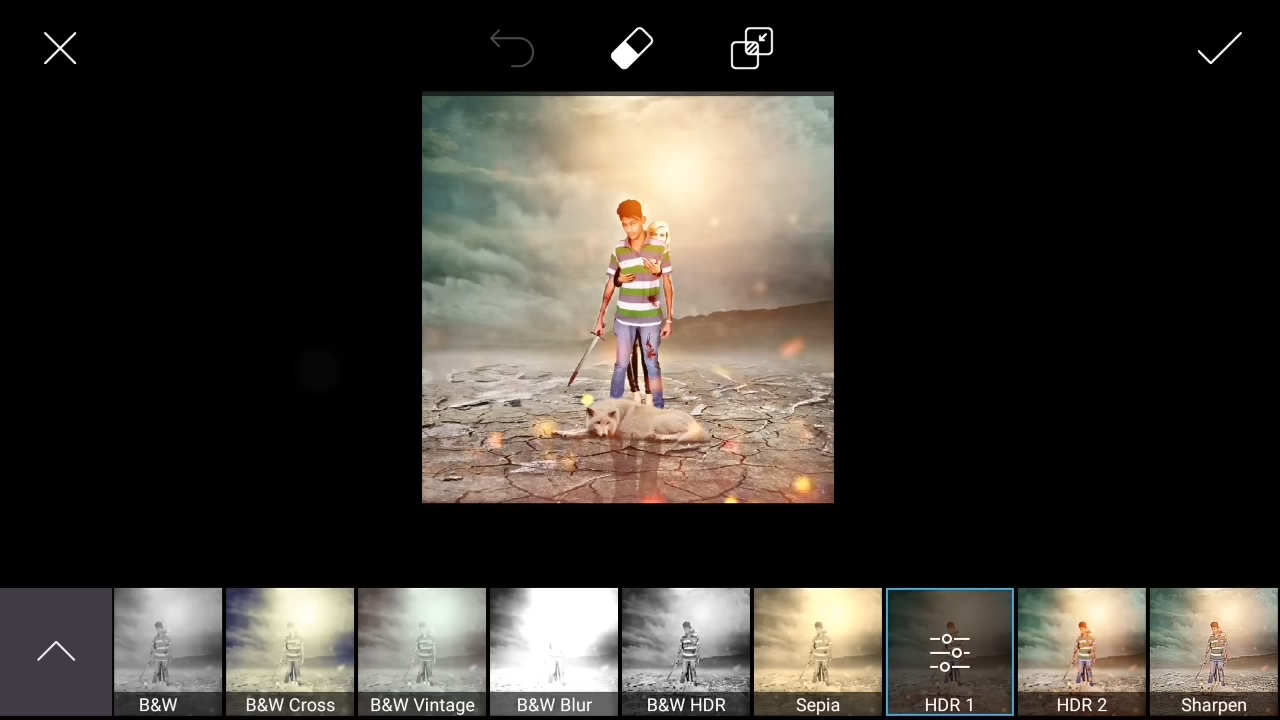 B&W
B&W Cross
B&W Vintage
B&W Blur
B&W HDR
Sepia
HDR 1
HDR 2
Sharpen